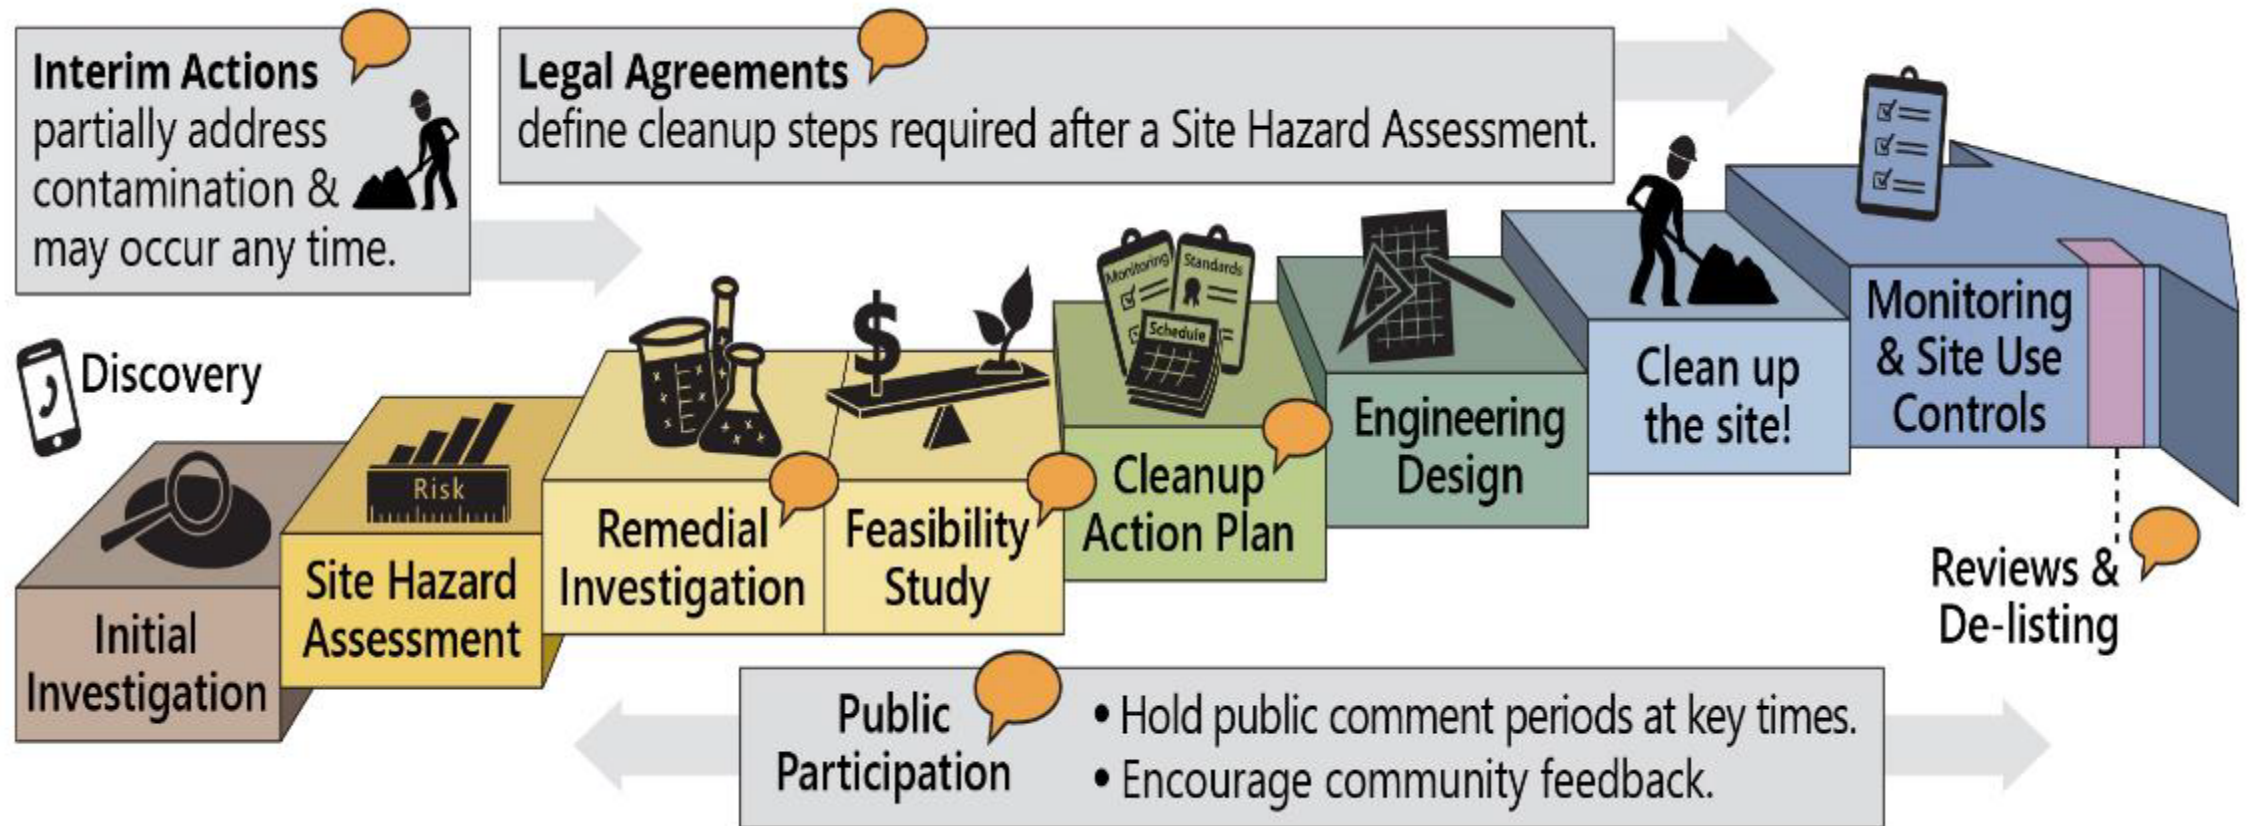 Interim Actions
partially address
contamination &
may occur any time.
Legal Agreements
define cleanup steps required after a Site Hazard Assessment.
Discovery
Initial
Investigation
Risk
Site Hazard
Assessment
Remedial
Investigation
$
Feasibility
Study
Monitoring
Standards
Schedule
Cleanup
Action Plan
Engineering
Design
Clean up
the site!
Monitoring
& Site Use
Controls
Reviews &
De-listing
Public
Participation
• Hold public comment periods at key times.
• Encourage community feedback.